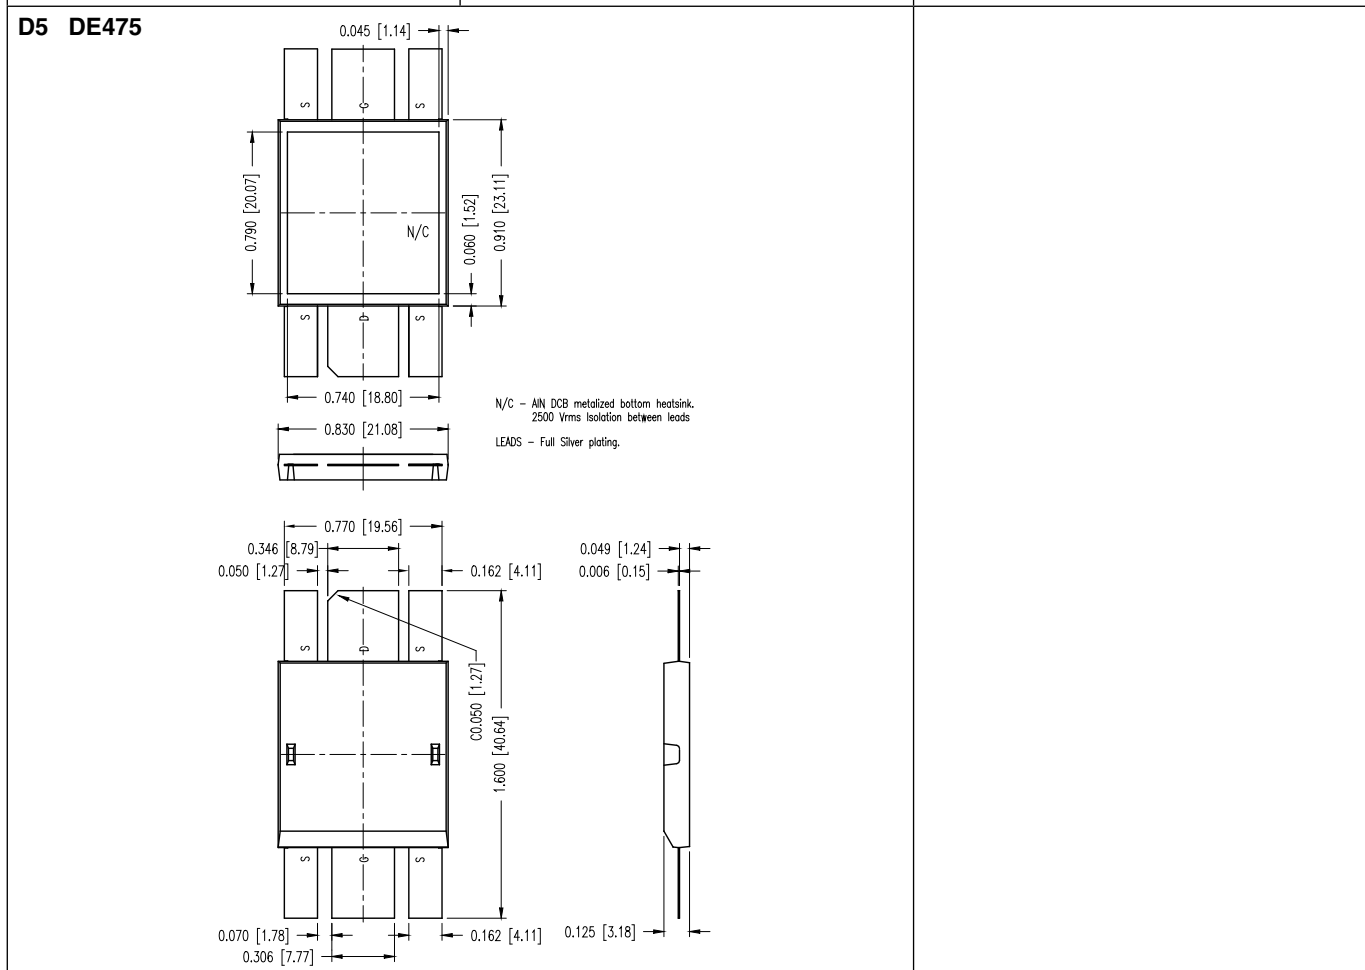 D5 DE475
0.045 [1.14]
S G S
0.790 [20.07]
N/C
0.060 [1.52]
0.910 [23.11]
S D S
0.740 [18.80]
0.830 [21.08]
N/C – AlN DCB metalized bottom heatsink.
2500 Vrms Isolation between leads
LEADS – Full Silver plating.
0.770 [19.56]
0.346 [8.79]
0.050 [1.27]
0.162 [4.11]
0.049 [1.24]
0.006 [0.15]
S D S
C0.050 [1.27]
1.600 [40.64]
S G S
0.070 [1.78]
0.162 [4.11]
0.306 [7.77]
0.125 [3.18]